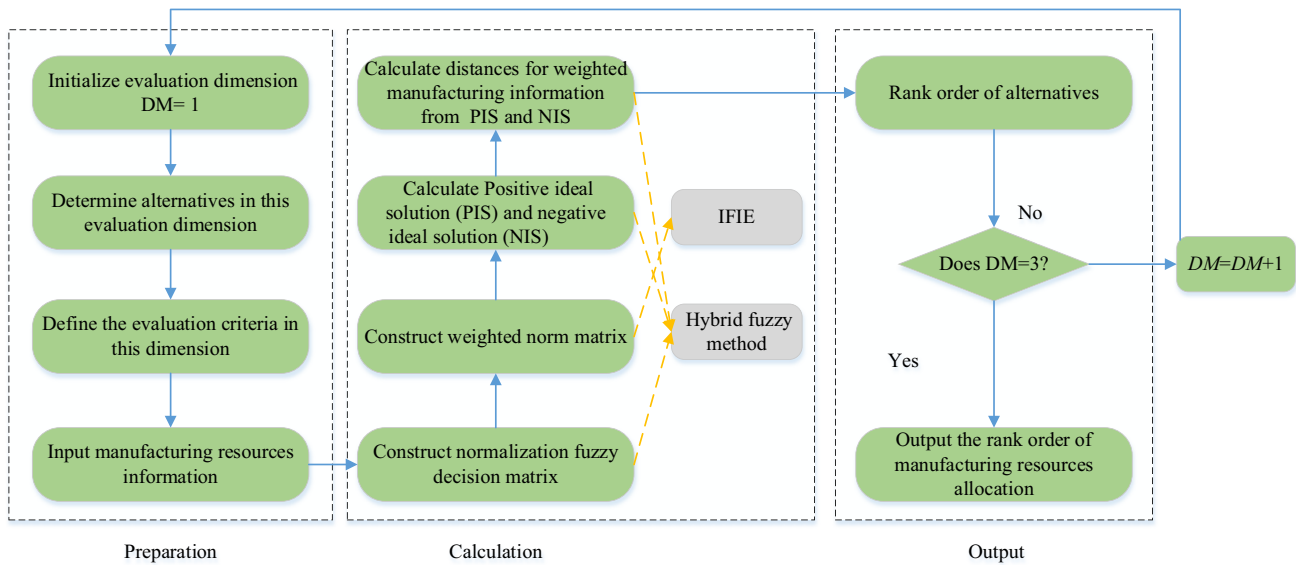 Initialize evaluation dimension
DM= 1
Determine alternatives in this
evaluation dimension
Define the evaluation criteria in
this dimension
Input manufacturing resources
information
Preparation
Calculate distances for weighted
manufacturing information
from PIS and NIS
Calculate Positive ideal
solution (PIS) and negative
ideal solution (NIS)
Construct weighted norm matrix
Construct normalization fuzzy
decision matrix
IFIE
Hybrid fuzzy
method
Calculation
Rank order of alternatives
No
Does DM=3?
DM=DM+1
Yes
Output the rank order of
manufacturing resources
allocation
Output